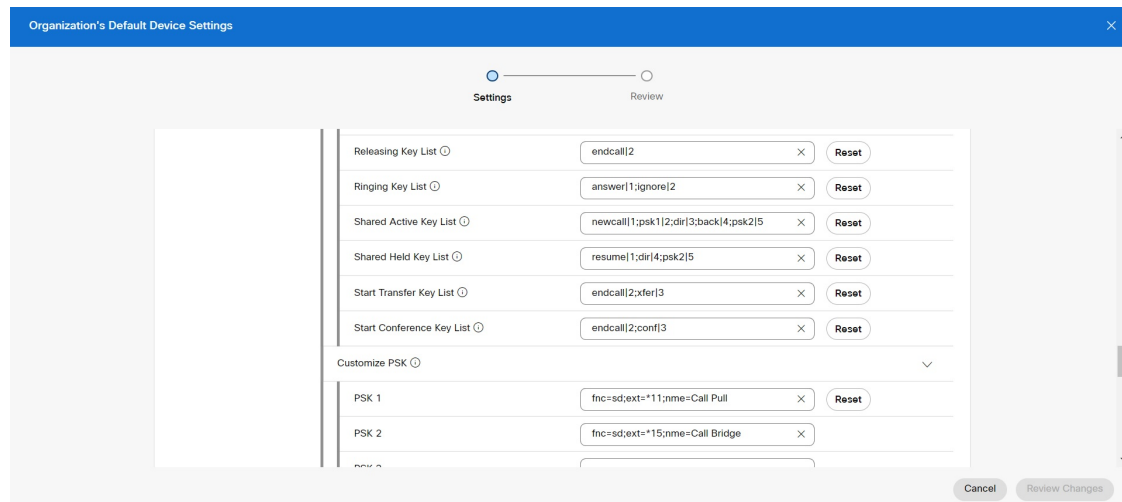 Organization's Default Device Settings
Settings
Review
Releasing Key List
endcall|2
Reset
Ringing Key List
answer|1;ignore|2
Reset
Shared Active Key List
newcall|1;psk1|2;dir|3;back|4;psk2|5
Reset
Shared Held Key List
resume|1;dir|4;psk2|5
Reset
Start Transfer Key List
endcall|2;xfer|3
Reset
Start Conference Key List
endcall|2;conf|3
Reset
Customize PSK
PSK 1
fnc=sd;ext=*11;nme=Call Pull
Reset
PSK 2
fnc=sd;ext=*15;nme=Call Bridge
Cancel
Review Changes